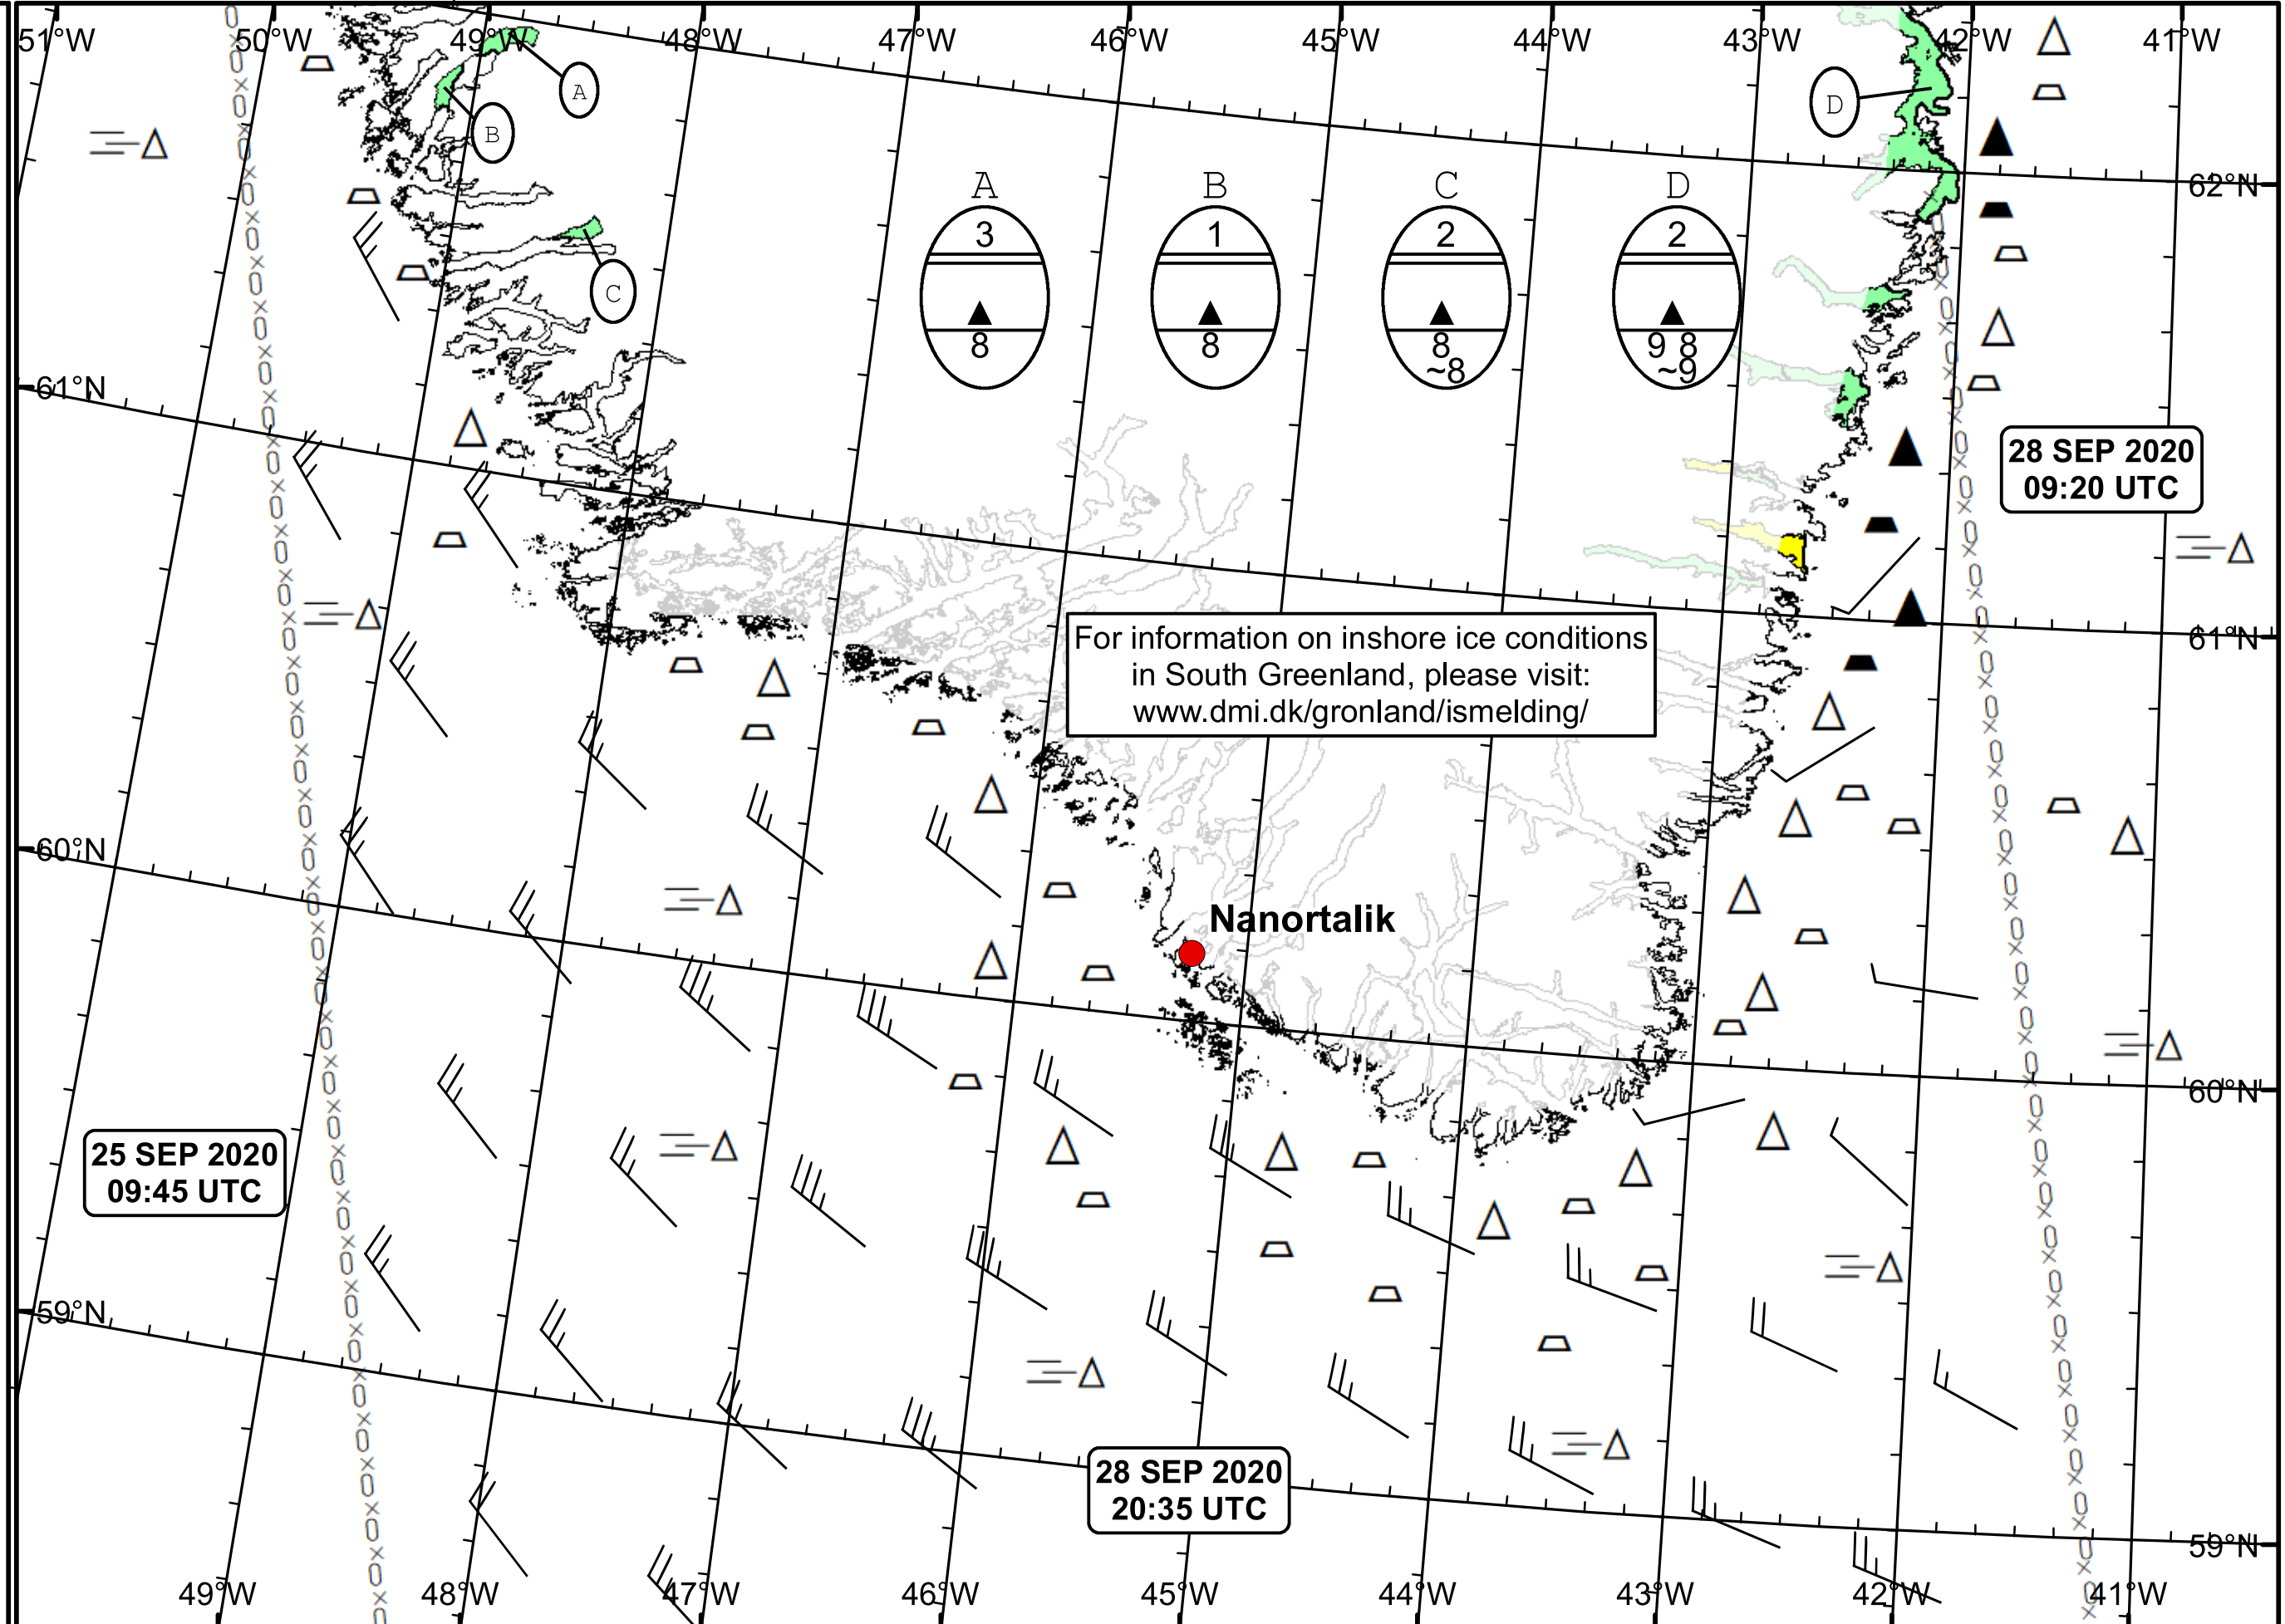 51°W 50°W 49°W 48°W 47°W 46°W 45°W 44°W 43°W 42°W 41°W
A
B
C
D
62°N
A B C D
3 1 2 2
8 8 8 9 8
~8 ~9
61°N
28 SEP 2020
09:20 UTC
For information on inshore ice conditions
in South Greenland, please visit:
www.dmi.dk/gronland/ismelding/
61°N
60°N
Nanortalik
60°N
25 SEP 2020
09:45 UTC
59°N
28 SEP 2020
20:35 UTC
59°N
49°W 48°W 47°W 46°W 45°W 44°W 43°W 42°W 41°W